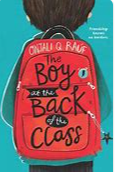 ONJALI Q. RAÚF
The
Boy
at the
Back
of the
Class